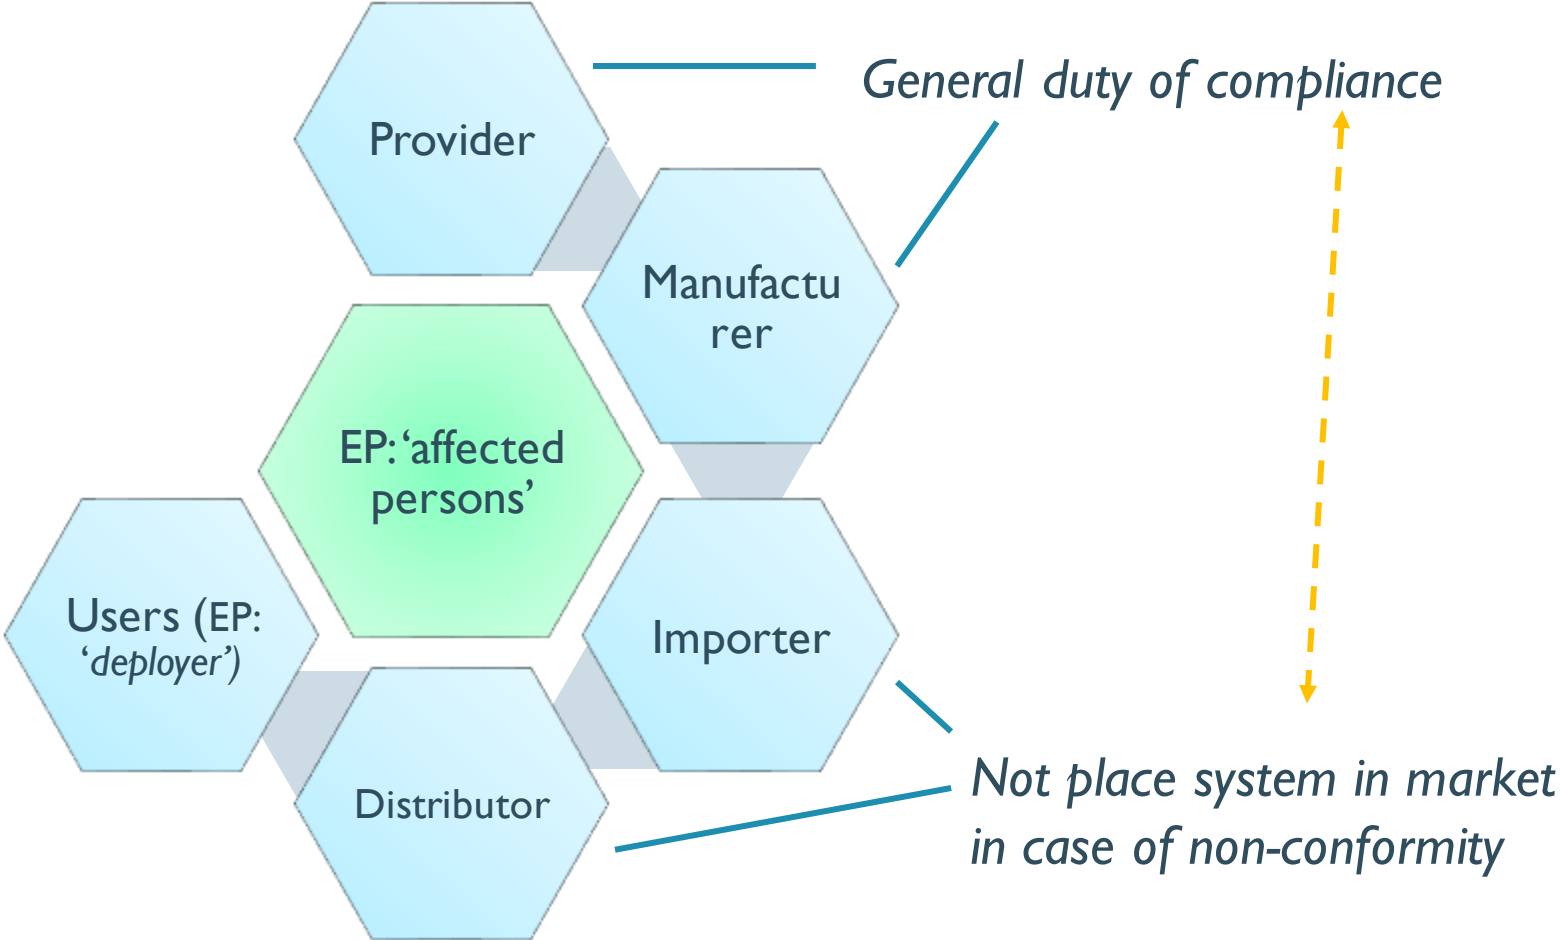 General duty of compliance
Provider
Manufactu
rer
EP: ‘affected
persons’
Users (EP:
‘deployer’)
Importer
Distributor
Not place system in market
in case of non-conformity